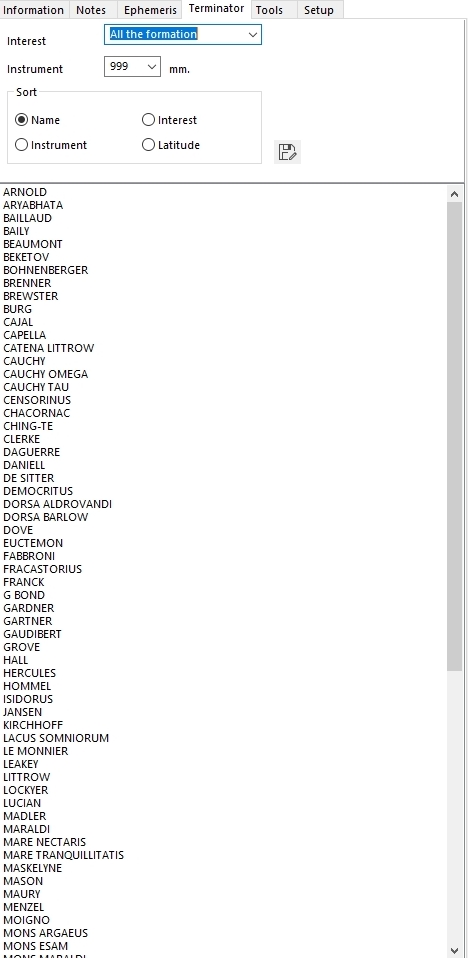 Information Notes Ephemeris Terminator Tools Setup
Interest All the formation
Instrument 999 mm.
Sort
Name Interest
Instrument Latitude
ARNOLD
ARYABHATA
BAILLAUD
BAILY
BEAUMONT
BEKETOV
BOHNENBERGER
BRENNER
BREWSTER
BURG
CAJAL
CAPELLA
CATENA LITTROW
CAUCHY
CAUCHY OMEGA
CAUCHY TAU
CENSORINUS
CHACORNAC
CHING-TE
CLERKE
DAGUERRE
DANIELL
DE SITTER
DEMOCRITUS
DORSA ALDROVANDI
DORSA BARLOW
DOVE
EUCTEMON
FABBRONI
FRACASTORIUS
FRANCK
G BOND
GARDNER
GARTNER
GAUDIBERT
GROVE
HALL
HERCULES
HOMMEL
ISIDORUS
JANSEN
KIRCHHOFF
LACUS SOMNIORUM
LE MONNIER
LEAKEY
LITTROW
LOCKYER
LUCIAN
MADLER
MARALDI
MARE NECTARIS
MARE TRANQUILLITATIS
MASKELYNE
MASON
MAURY
MENZEL
MOIGNO
MONS ARGAEUS
MONS ESAM
MONS MARALDI